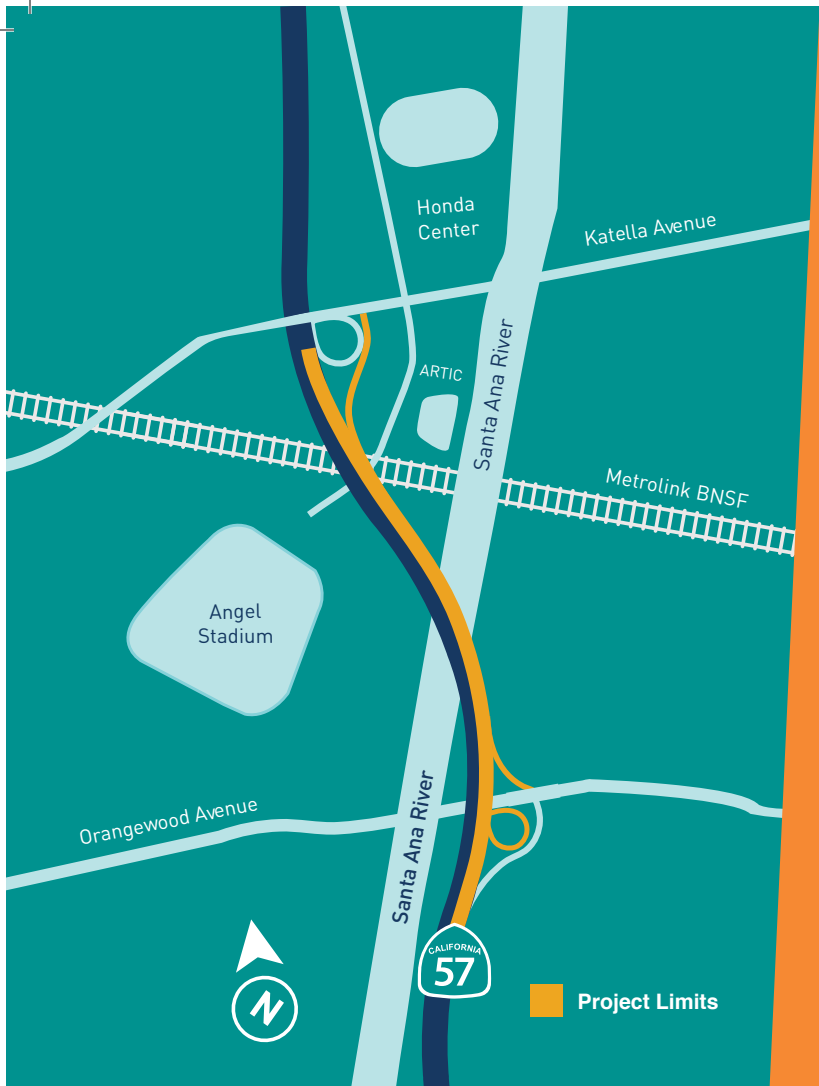 Honda
Center
Katella Avenue
ARTIC
Santa Ana River
Metrolink BNSF
Angel
Stadium
Orangewood Avenue
Santa Ana River
CALIFORNIA
57
N
Project Limits